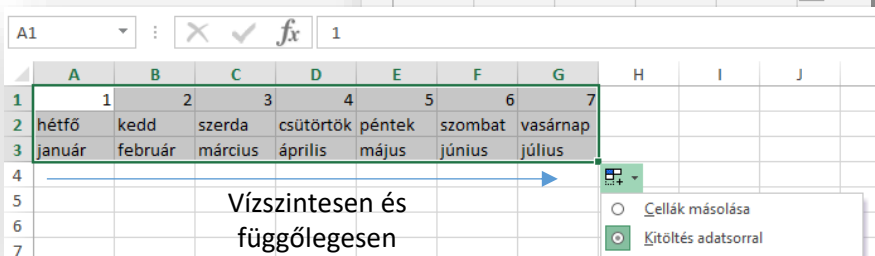 A1 fx 1
A B C D E F G H I J
1 1 2 3 4 5 6 7
2 hétfő kedd szerda csütörtök péntek szombat vasárnap
3 január február március április május június július
4
5
6
7
Vízszintesen és
függőlegesen
Cellák másolása
Kitöltés adatsorral